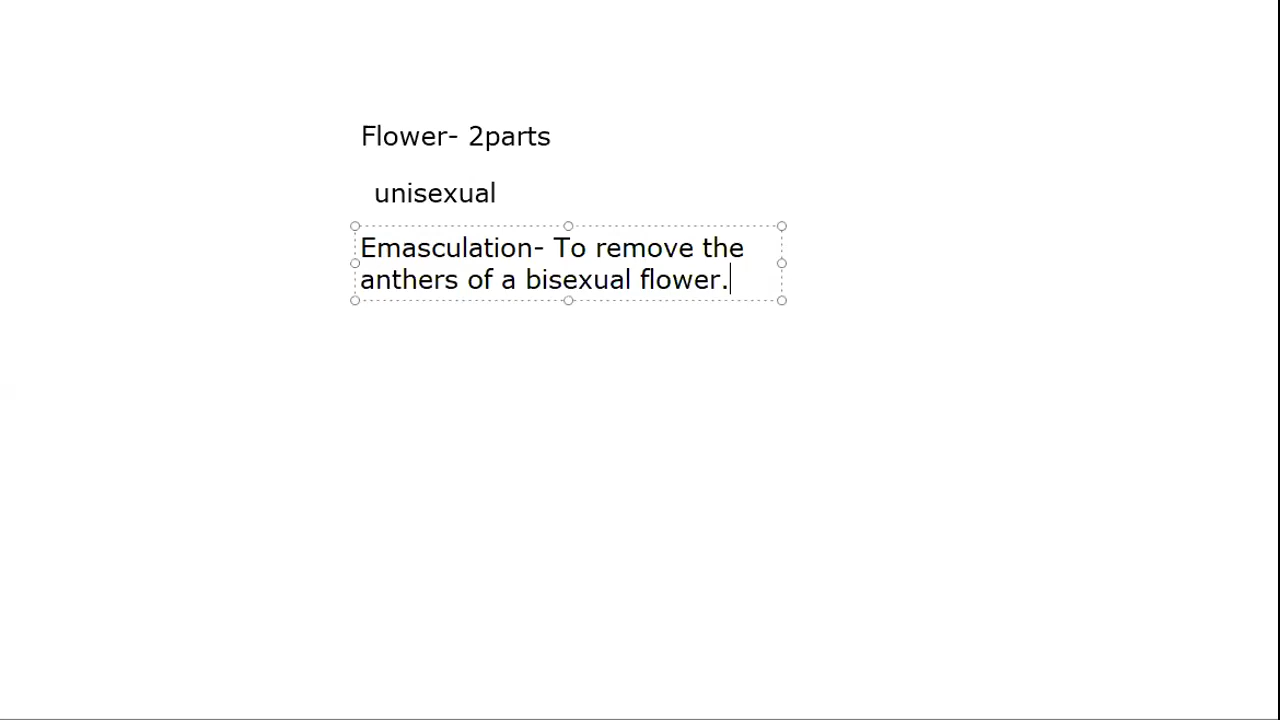 Flower- 2parts
unisexual
Emasculation- To remove the
anthers of a bisexual flower.